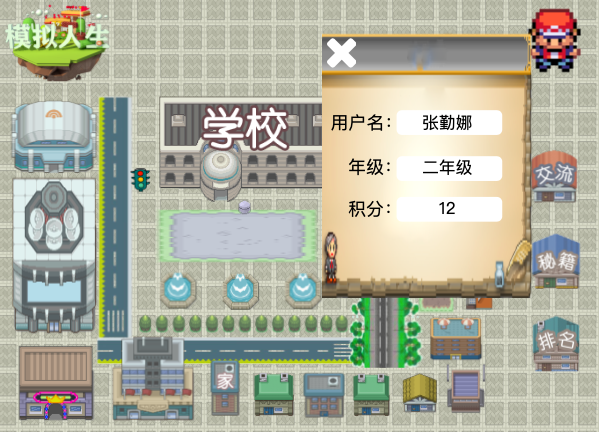 模拟人生
学校
用户名：张勤娜
年级：二年级
积分：12
交流
秘籍
排名
家